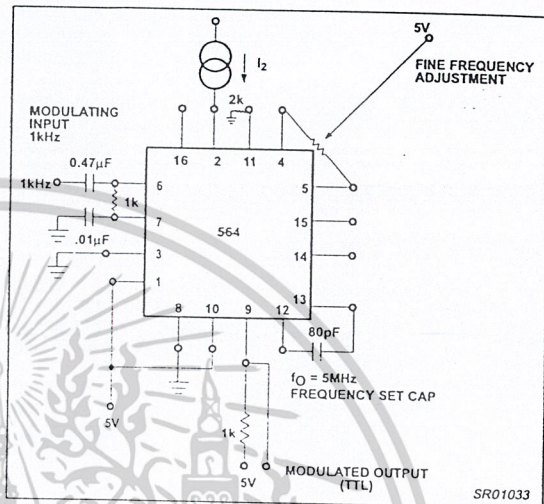 5V
FINE FREQUENCY
ADJUSTMENT
I2
2k
MODULATING
INPUT
1kHz
16 2 11 4
0.47µF
1kHz
6
1k
7
.01µF
3
1
564
5
15
14
13
8 10 9 12
80pF
fO = 5MHz
FREQUENCY SET CAP
5V
1k
5V
MODULATED OUTPUT
(TTL)
SR01033